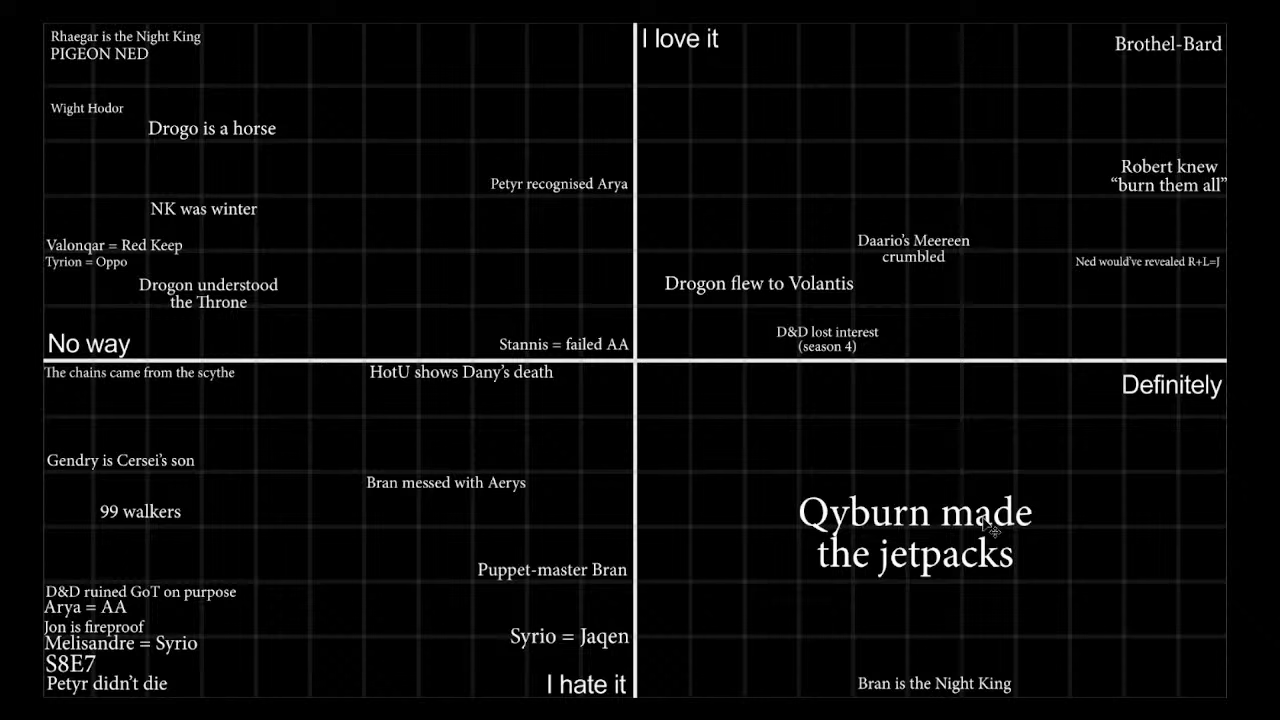 Rhaegar is the Night King
PIGEON NED
Wight Hodor
Drogo is a horse
Petyr recognised Arya
NK was winter
Valonqar = Red Keep
Tyrion = Oppo
Drogon understood
the Throne
No way
Stannis = failed AA
I love it
Brothel-Bard
Robert knew
“burn them all”
Daario’s Meereen
crumbled
Ned would’ve revealed R+L=J
Drogon flew to Volantis
D&D lost interest
(season 4)
The chains came from the scythe
HotU shows Dany’s death
Gendry is Cersei’s son
Bran messed with Aerys
99 walkers
Puppet-master Bran
D&D ruined GoT on purpose
Arya = AA
Jon is fireproof
Melisandre = Syrio
Syrio = Jaqen
S8E7
Petyr didn’t die
I hate it
Definitely
Qyburn made
the jetpacks
Bran is the Night King